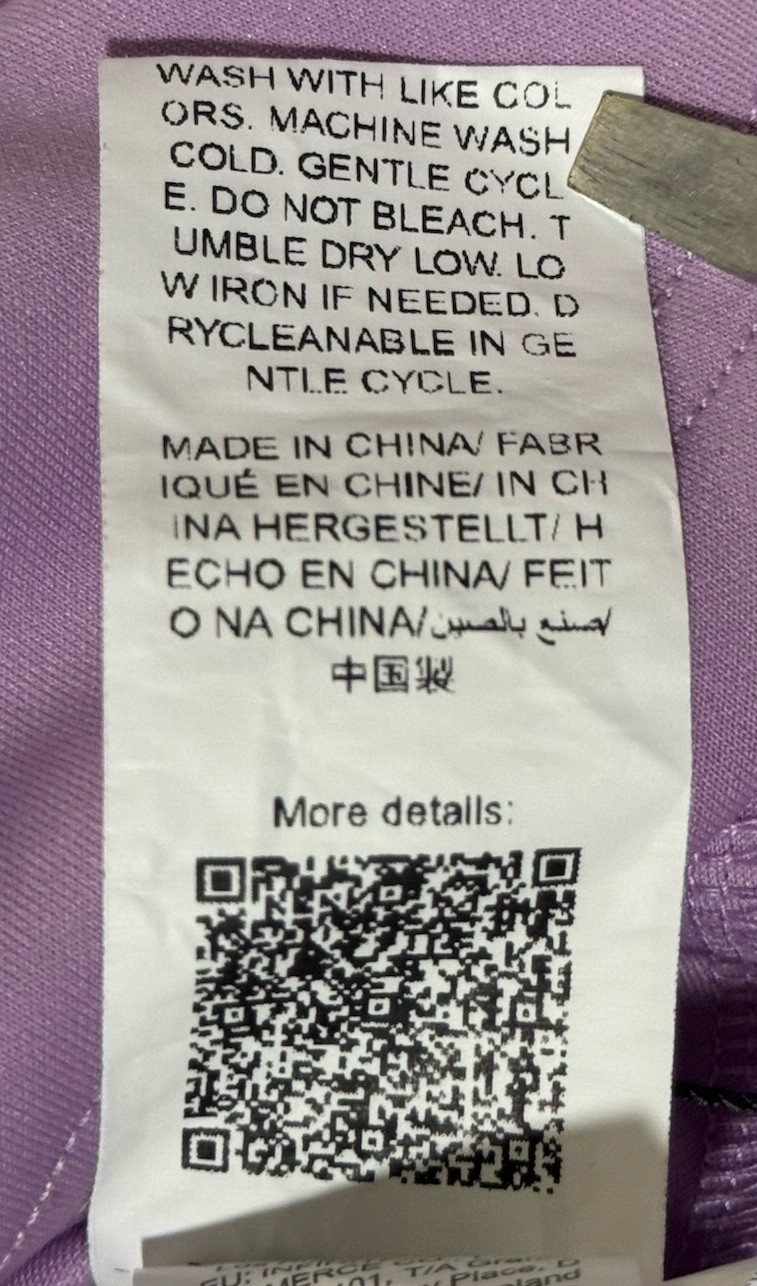 WASH WITH LIKE COL
ORS. MACHINE WASH
COLD. GENTLE CYCL
E. DO NOT BLEACH. T
UMBLE DRY LOW. LO
W IRON IF NEEDED. D
RYCLEANABLE IN GE
NTLE CYCLE.
MADE IN CHINA/ FABR
IQUÉ EN CHINE/ IN CH
INA HERGESTELLT/ H
ECHO EN CHINA/ FEIT
O NA CHINA/صنع بالصين/
中国製
More details:
EU: T/A
Place, D